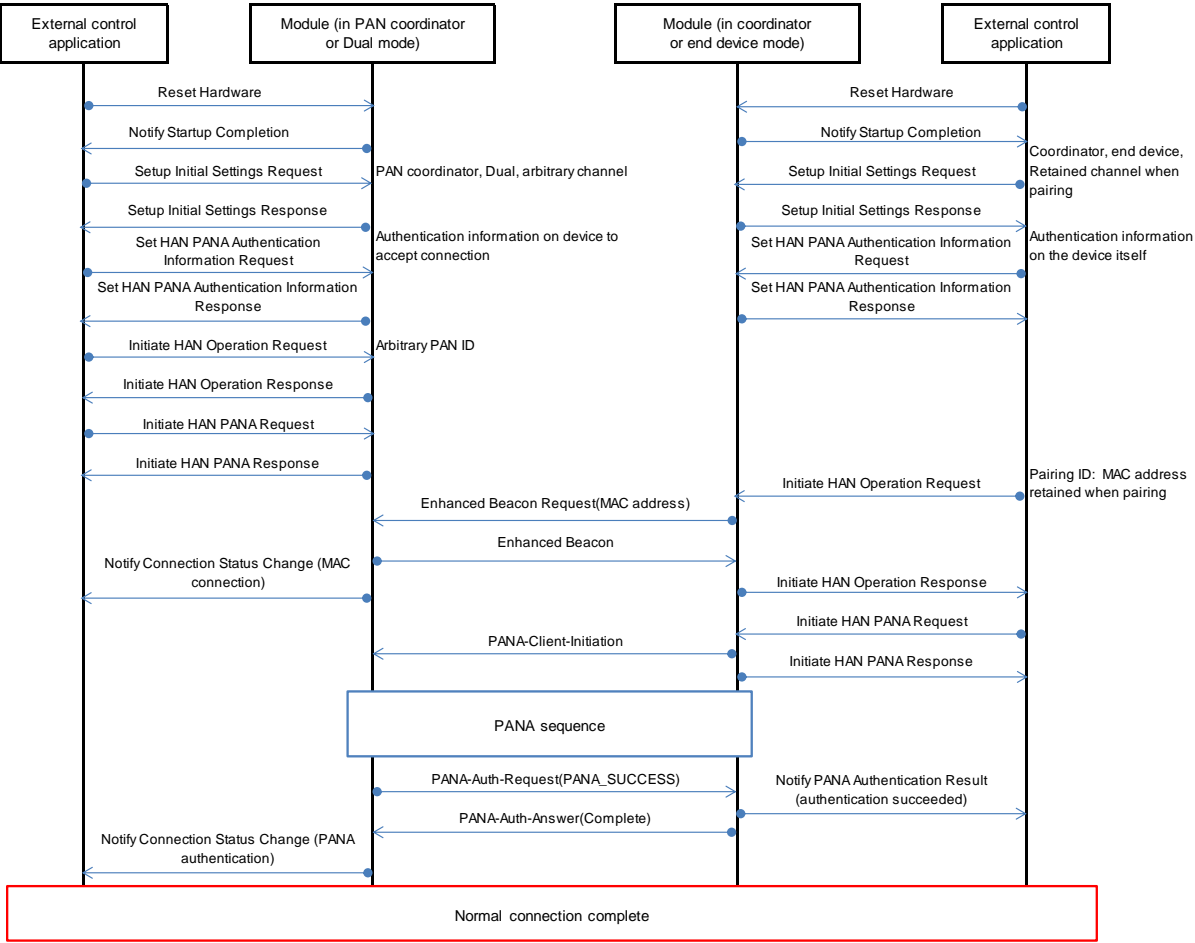 External control
application
Module (in PAN coordinator
or Dual mode)
Module (in coordinator
or end device mode)
External control
application
Reset Hardware
Reset Hardware
Notify Startup Completion
Notify Startup Completion
Setup Initial Settings Request
PAN coordinator, Dual, arbitrary channel
Setup Initial Settings Request
Coordinator, end device,
Retained channel when
pairing
Setup Initial Settings Response
Setup Initial Settings Response
Set HAN PANA Authentication
Information Request
Authentication information on device to
accept connection
Set HAN PANA Authentication Information
Request
Authentication information
on the device itself
Set HAN PANA Authentication Information
Response
Set HAN PANA Authentication Information
Response
Initiate HAN Operation Request
Arbitrary PAN ID
Initiate HAN Operation Response
Initiate HAN PANA Request
Initiate HAN PANA Response
Initiate HAN Operation Request
Pairing ID: MAC address
retained when pairing
Enhanced Beacon Request(MAC address)
Enhanced Beacon
Notify Connection Status Change (MAC
connection)
Initiate HAN Operation Response
Initiate HAN PANA Request
PANA-Client-Initiation
Initiate HAN PANA Response
PANA sequence
PANA-Auth-Request(PANA_SUCCESS)
Notify PANA Authentication Result
(authentication succeeded)
PANA-Auth-Answer(Complete)
Notify Connection Status Change (PANA
authentication)
Normal connection complete